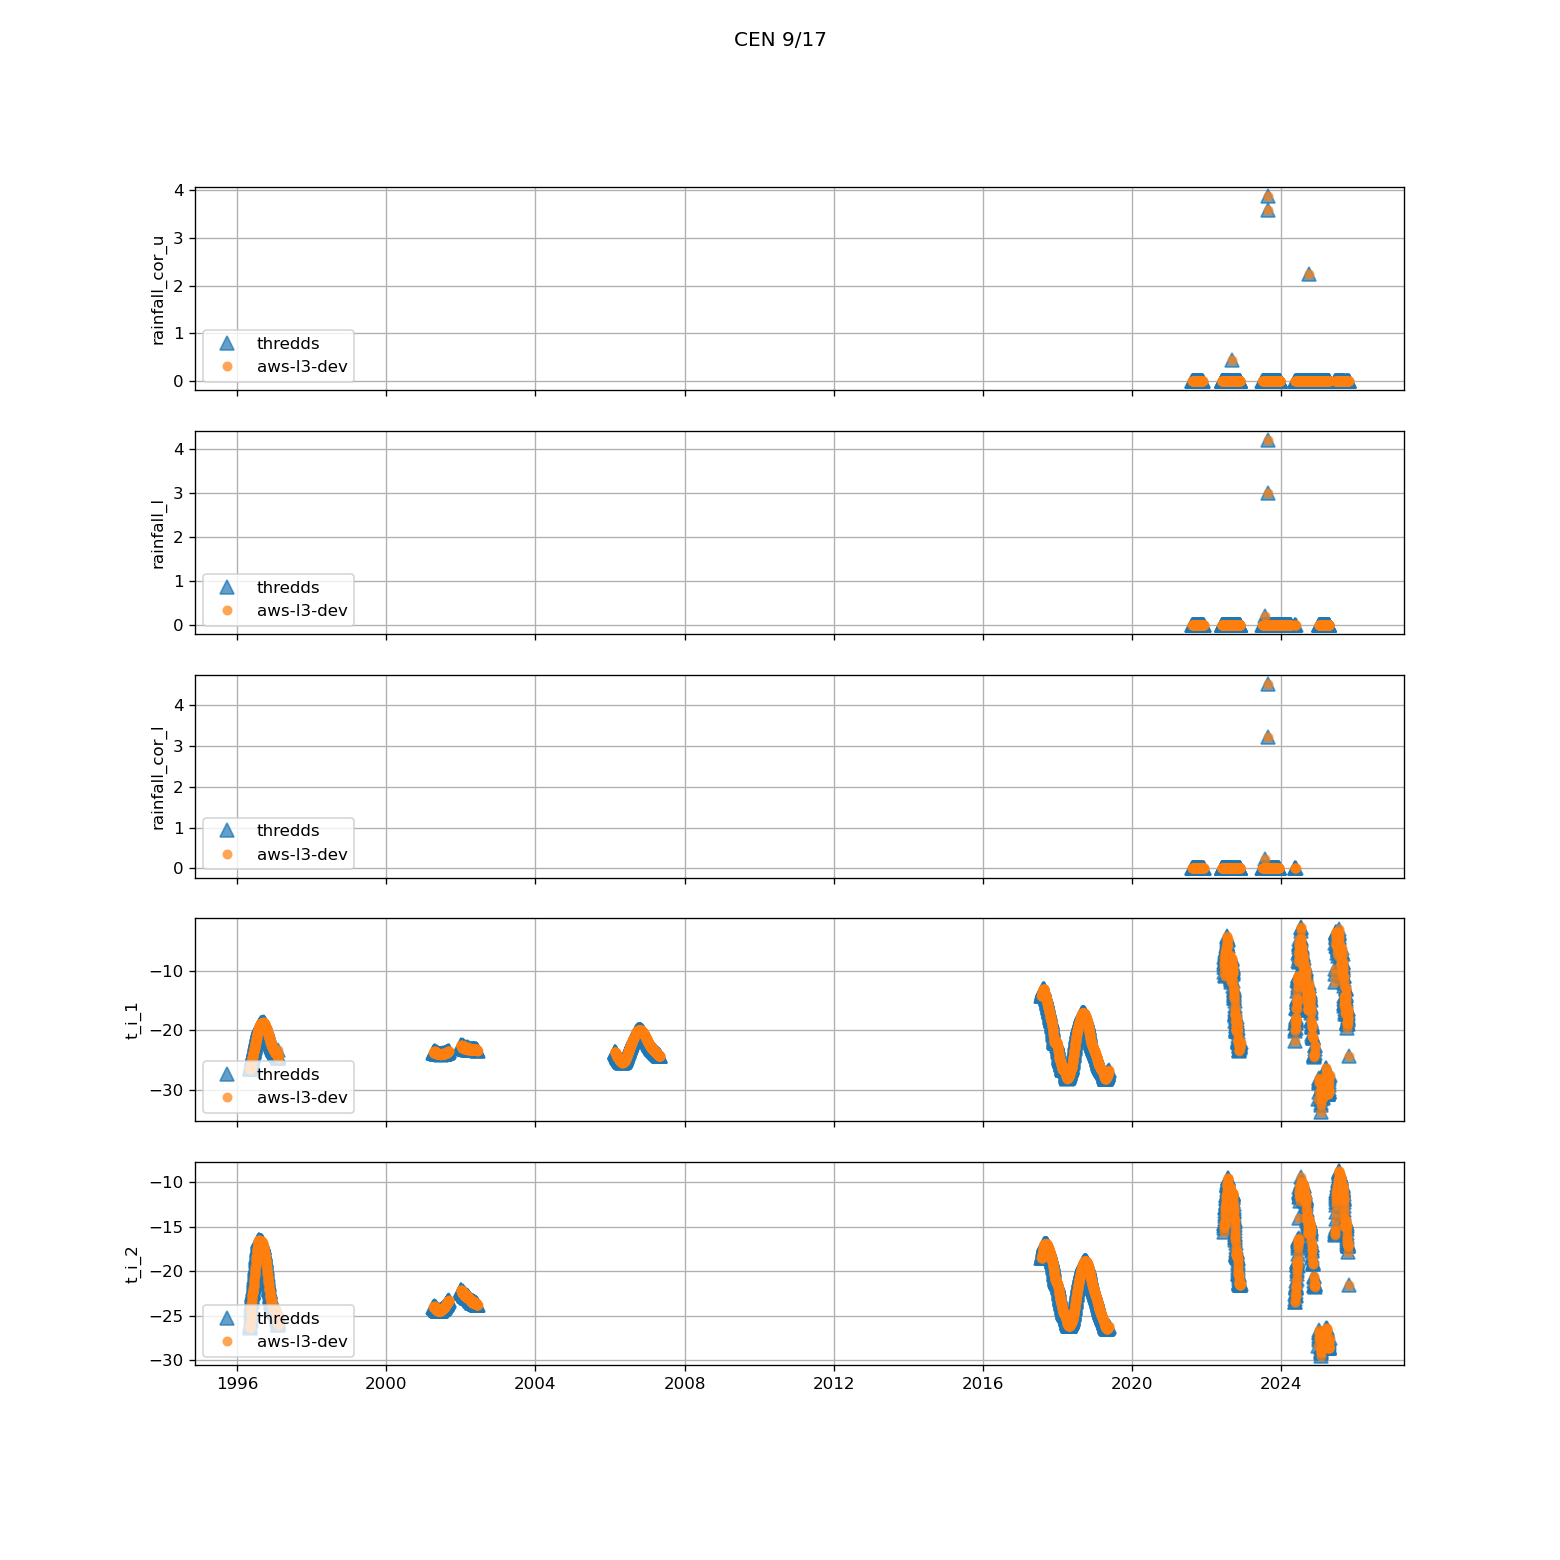 CEN 9/17
4
3
2
1
0
rainfall_cor_u
thredds
aws-l3-dev
4
3
2
1
0
rainfall_l
thredds
aws-l3-dev
4
3
2
1
0
rainfall_cor_l
thredds
aws-l3-dev
−10
−20
−30
t_i_1
thredds
aws-l3-dev
−10
−15
−20
−25
−30
t_i_2
thredds
aws-l3-dev
1996 2000 2004 2008 2012 2016 2020 2024